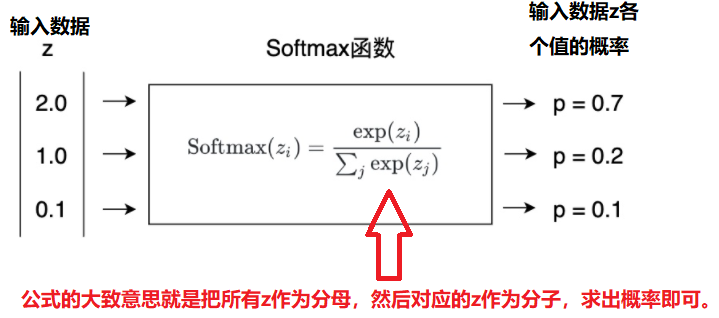 输入数据
z
Softmax函数
输入数据z各
个值的概率
2.0
1.0
0.1
Softmax(z_i) = exp(z_i) / ∑_j exp(z_j)
p = 0.7
p = 0.2
p = 0.1
公式的大致意思就是把所有z作为分母，然后对应的z作为分子，求出概率即可。